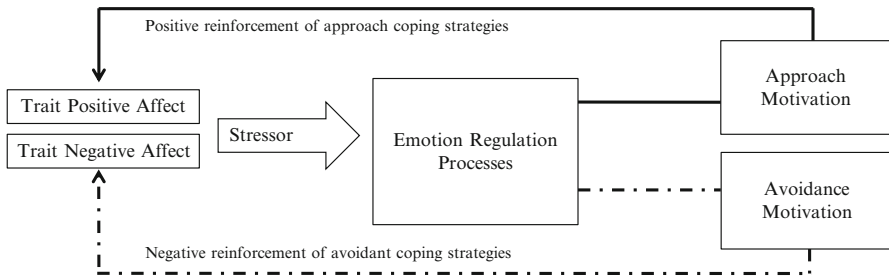 Positive reinforcement of approach coping strategies
Trait Positive Affect
Trait Negative Affect
Stressor
Emotion Regulation
Processes
Approach
Motivation
Avoidance
Motivation
Negative reinforcement of avoidant coping strategies